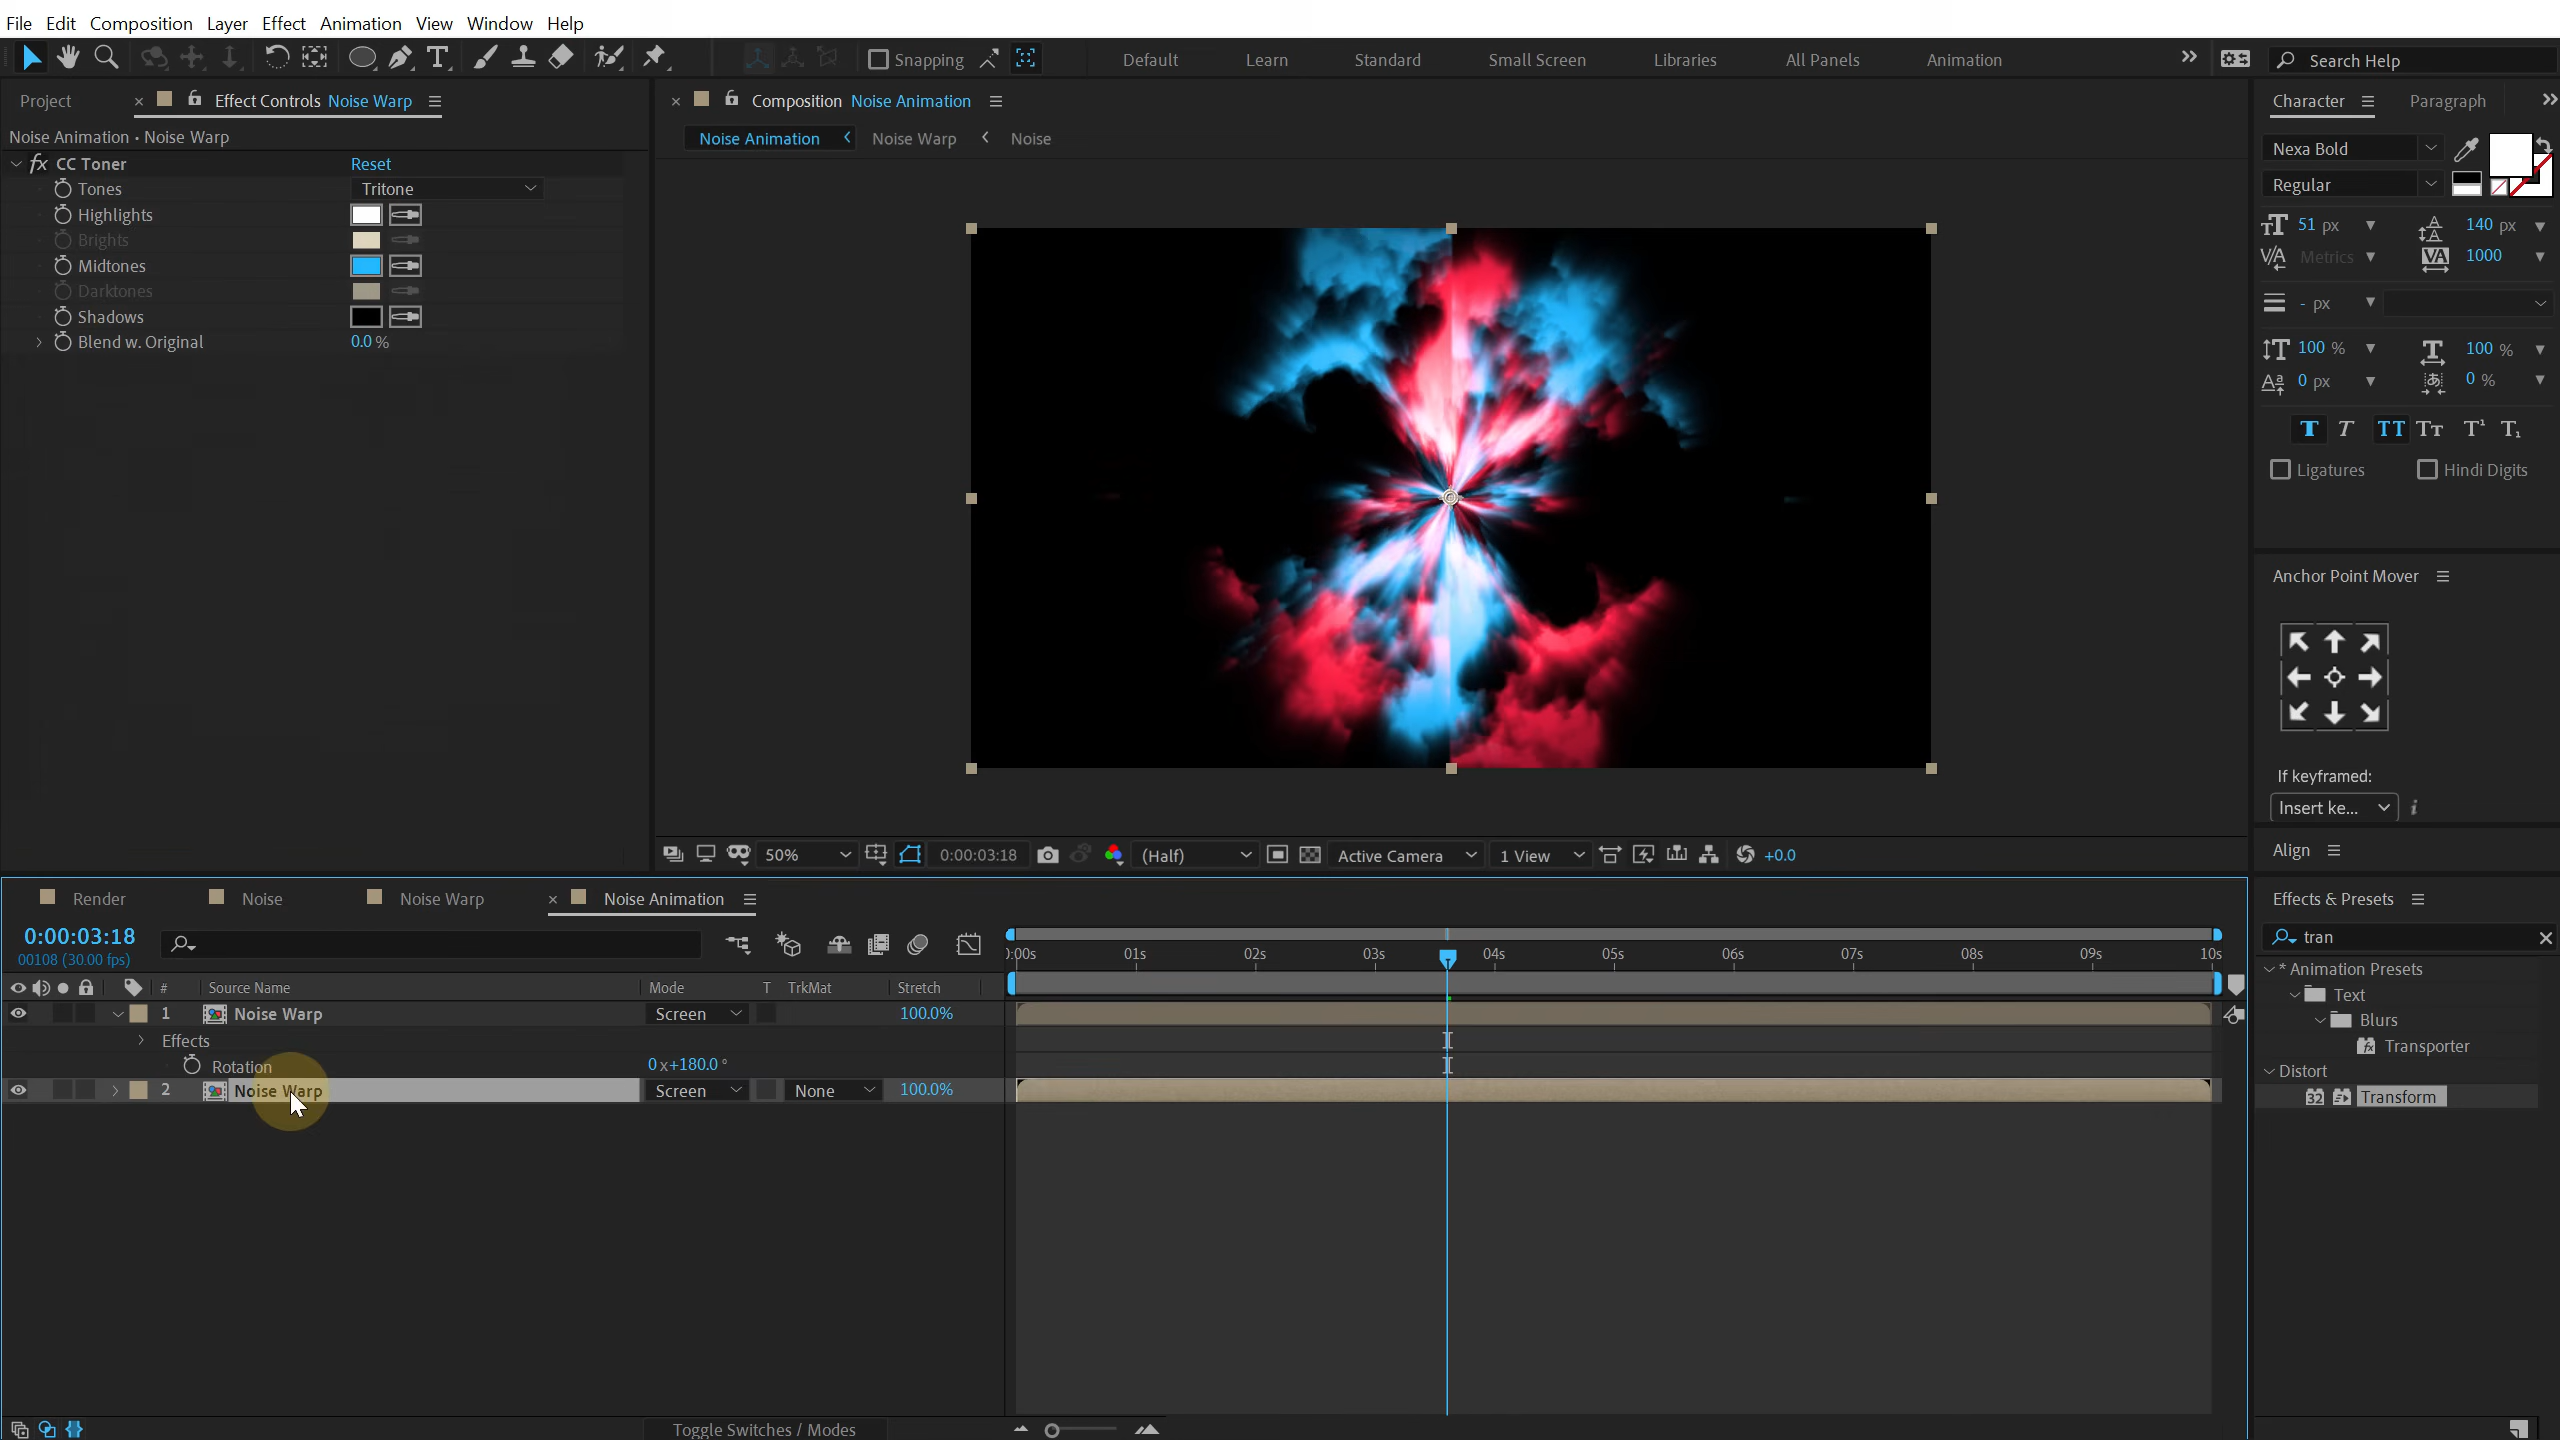 File Edit Composition Layer Effect Animation View Window Help
Snapping
Default Learn Standard Small Screen Libraries All Panels Animation
Search Help
Project
Effect Controls Noise Warp
Noise Animation • Noise Warp
fx CC Toner Reset
Tones Tritone
Highlights
Brights
Midtones
Darktones
Shadows
Blend w. Original 0.0 %
Composition Noise Animation
Noise Animation Noise Warp Noise
50% 0:00:03:18 (Half) Active Camera 1 View +0.0
Character Paragraph
Nexa Bold
Regular
51 px 140 px
Metrics 1000
- px
100 % 100 %
0 px 0 %
Ligatures Hindi Digits
Anchor Point Mover
If keyframed:
Insert ke...
Align
Effects & Presets
tran
* Animation Presets
Text
Blurs
Transporter
Distort
32 Transform
Render Noise Noise Warp Noise Animation
0:00:03:18
00108 (30.00 fps)
):00s 01s 02s 03s 04s 05s 06s 07s 08s 09s 10s
# Source Name Mode T TrkMat Stretch
1 Noise Warp Screen 100.0%
Effects
Rotation 0x+180.0°
2 Noise Warp Screen None 100.0%
Toggle Switches / Modes